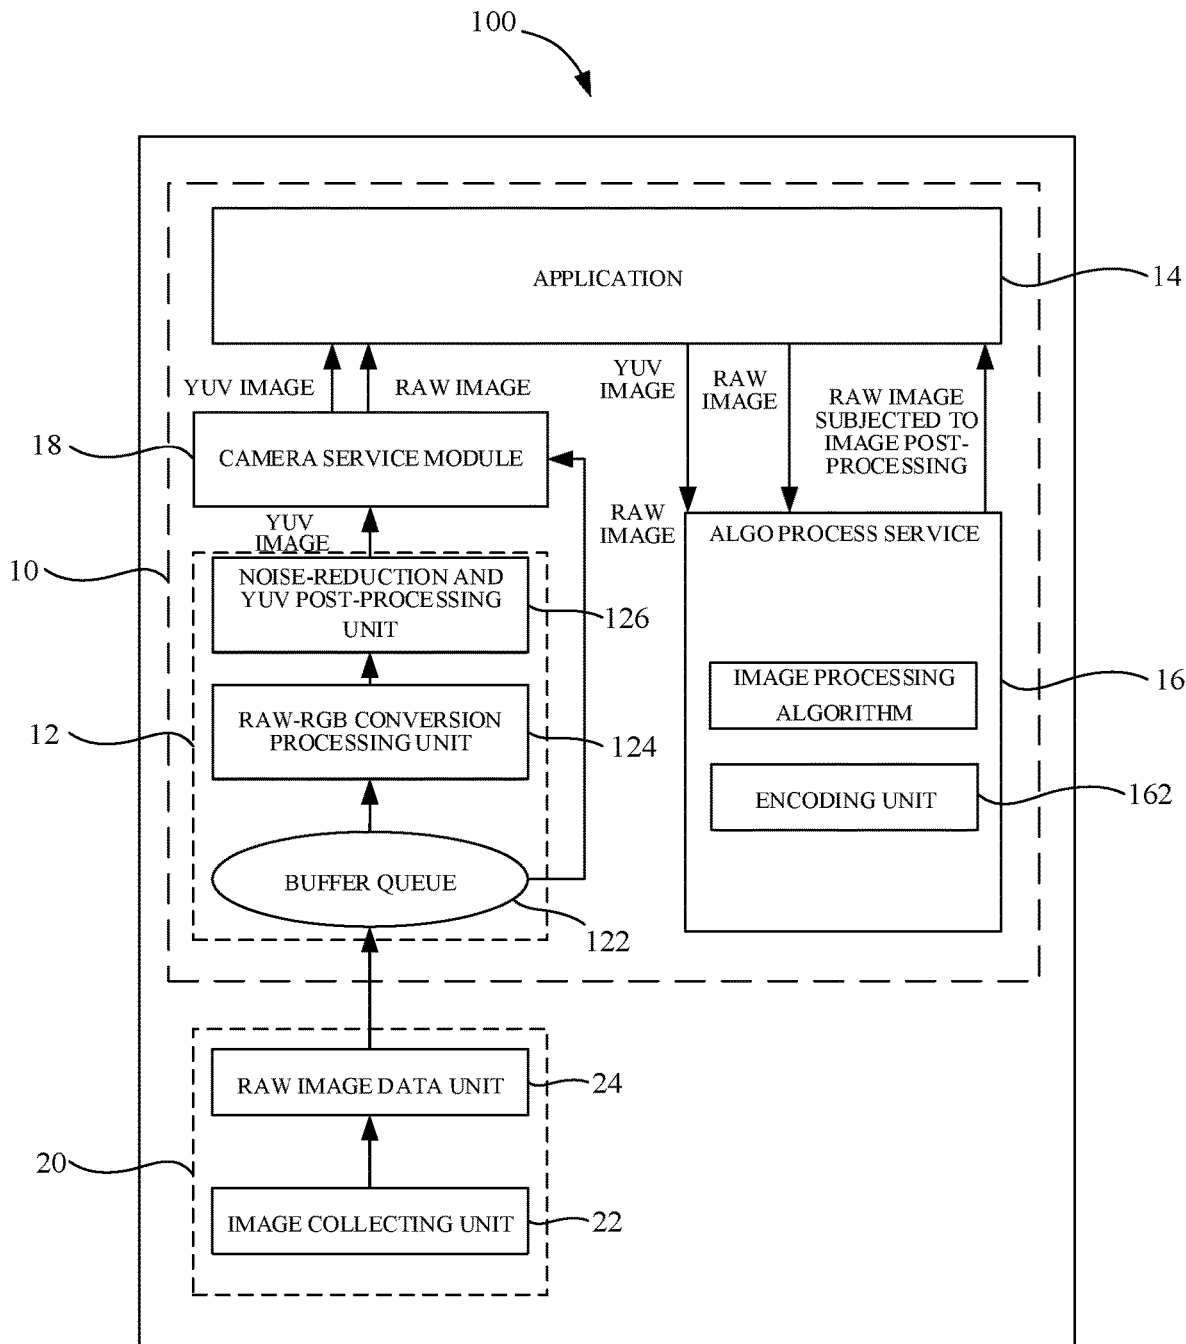 100
APPLICATION
14
YUV IMAGE
RAW IMAGE
YUV
IMAGE
RAW
IMAGE
RAW IMAGE
SUBJECTED TO
IMAGE POST-
PROCESSING
18
CAMERA SERVICE MODULE
YUV
IMAGE
RAW
IMAGE
ALGO PROCESS SERVICE
10
NOISE-REDUCTION AND
YUV POST-PROCESSING
UNIT
126
IMAGE PROCESSING
ALGORITHM
16
12
RAW-RGB CONVERSION
PROCESSING UNIT
124
ENCODING UNIT
162
BUFFER QUEUE
122
RAW IMAGE DATA UNIT
24
20
IMAGE COLLECTING UNIT
22